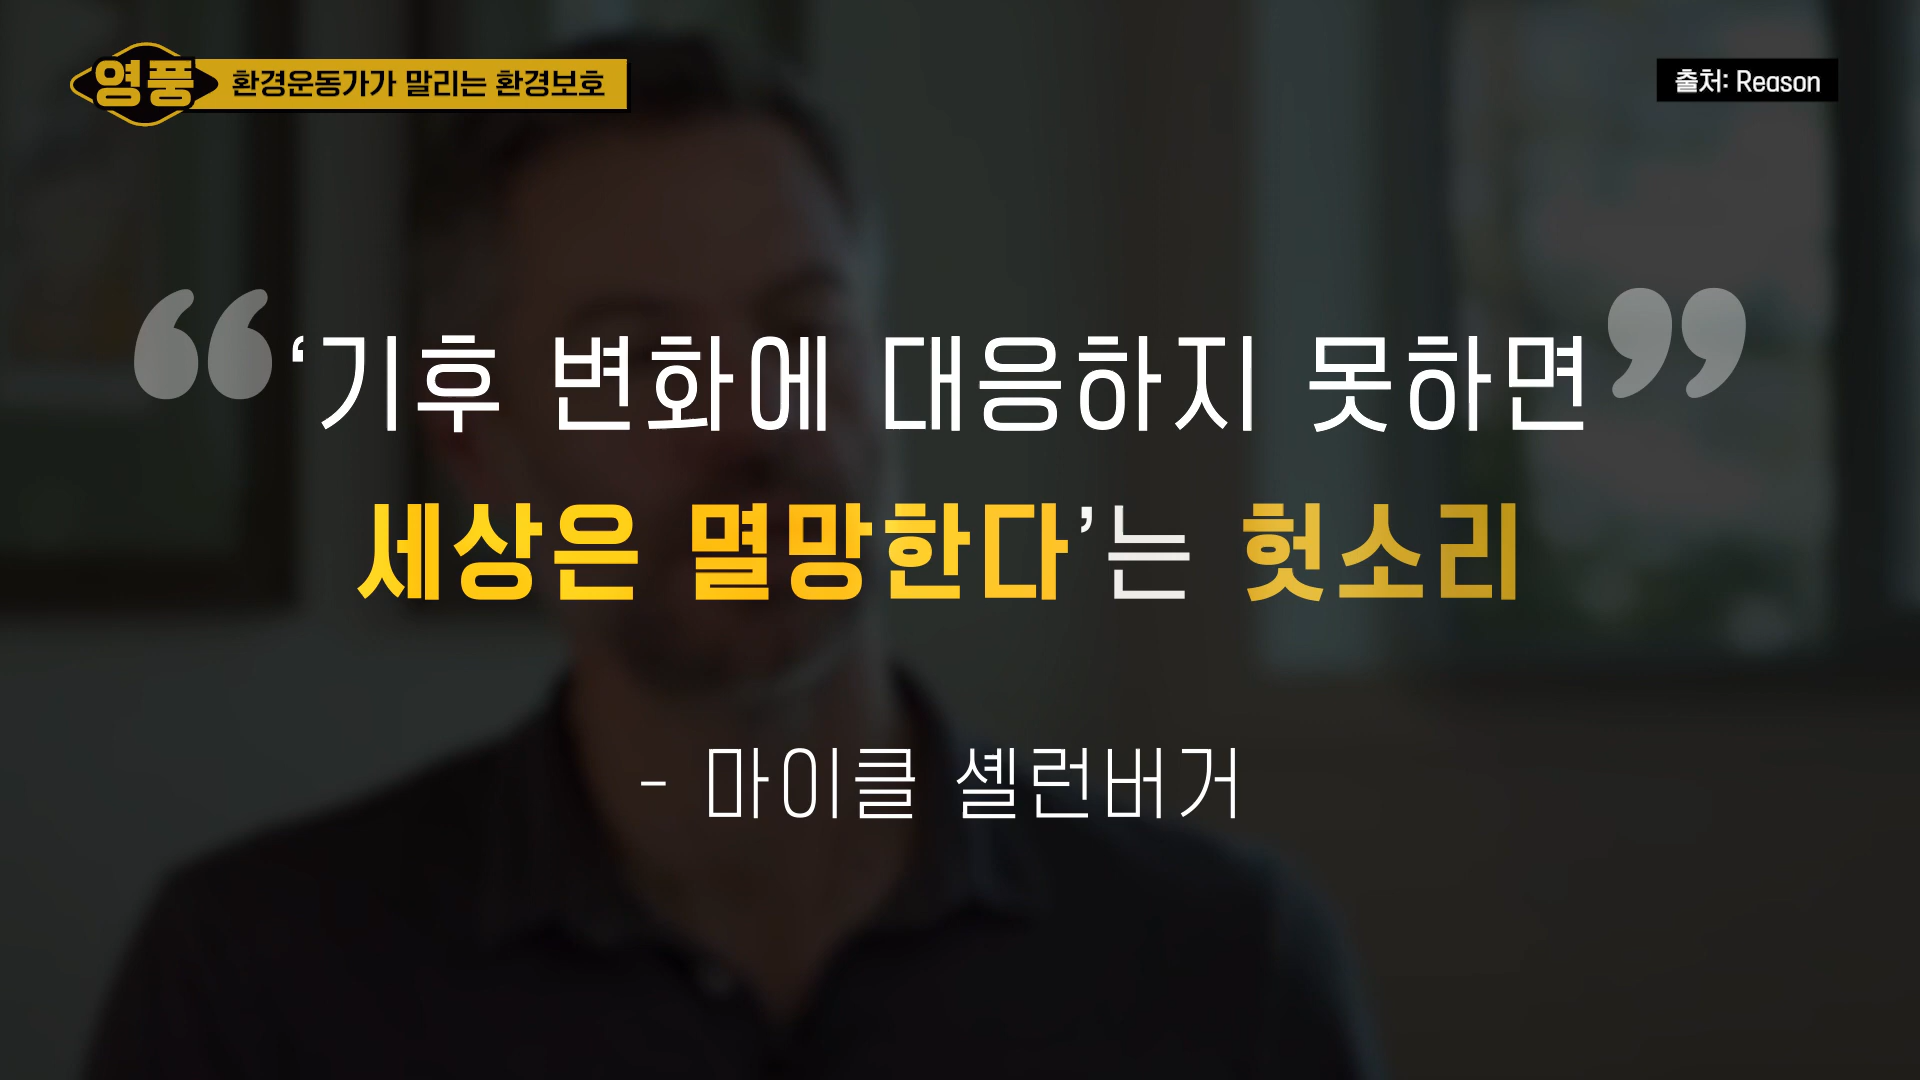 영풍 환경운동가가 말리는 환경보호
출처: Reason
“‘기후 변화에 대응하지 못하면”
세상은 멸망한다’는 헛소리
- 마이클 셸런버거